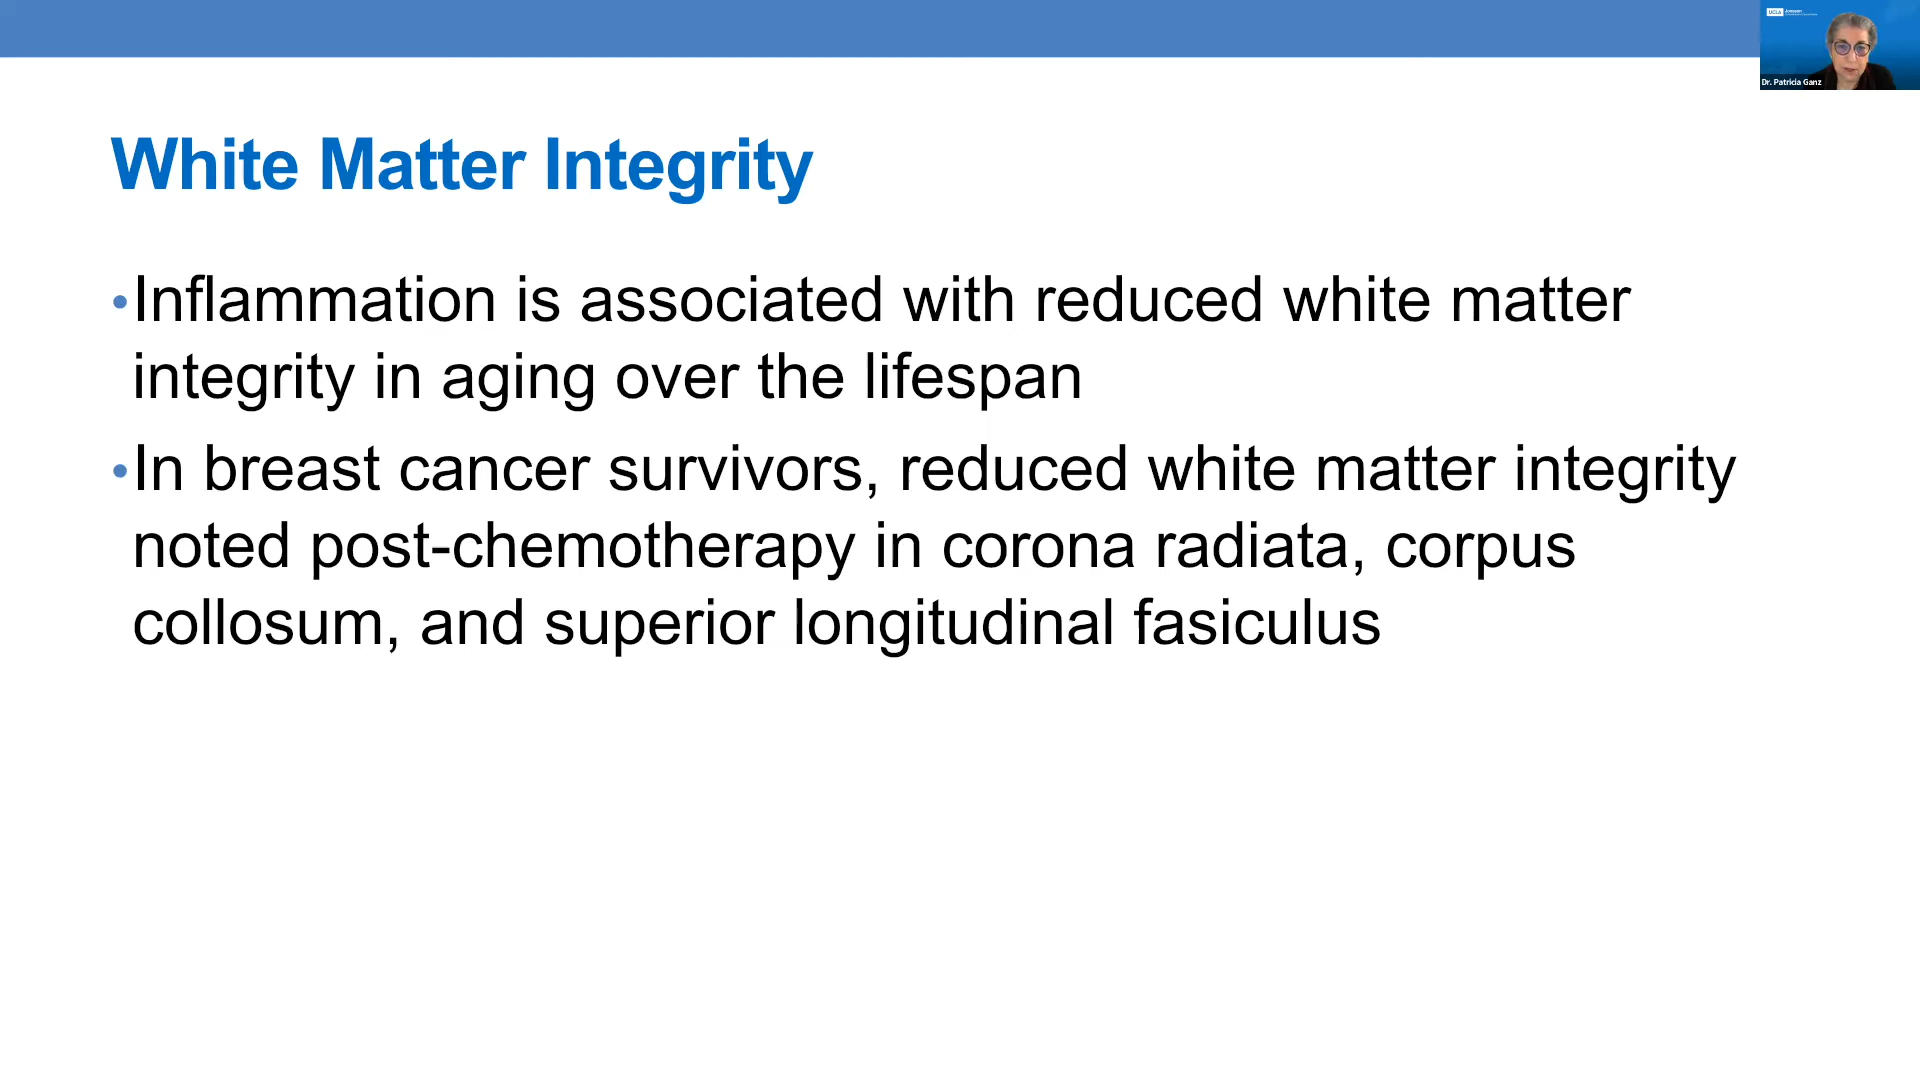 UCLA Jonsson
Dr. Patricia Ganz
White Matter Integrity
•Inflammation is associated with reduced white matter
integrity in aging over the lifespan
•In breast cancer survivors, reduced white matter integrity
noted post-chemotherapy in corona radiata, corpus
collosum, and superior longitudinal fasiculus